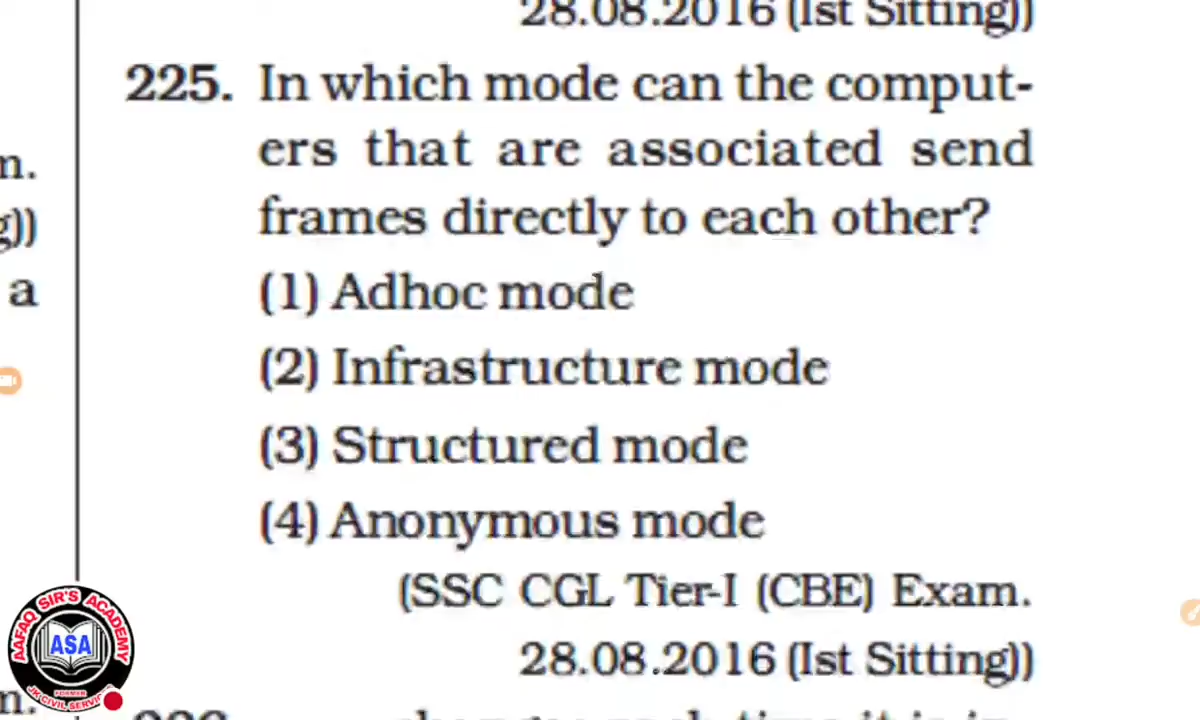 28.08.2016 (Ist Sitting))
225. In which mode can the comput-
ers that are associated send
frames directly to each other?
(1) Adhoc mode
(2) Infrastructure mode
(3) Structured mode
(4) Anonymous mode
(SSC CGL Tier-I (CBE) Exam.
28.08.2016 (Ist Sitting))
n.
g))
a
n.
AAFAQ SIR'S ACADEMY
ASA